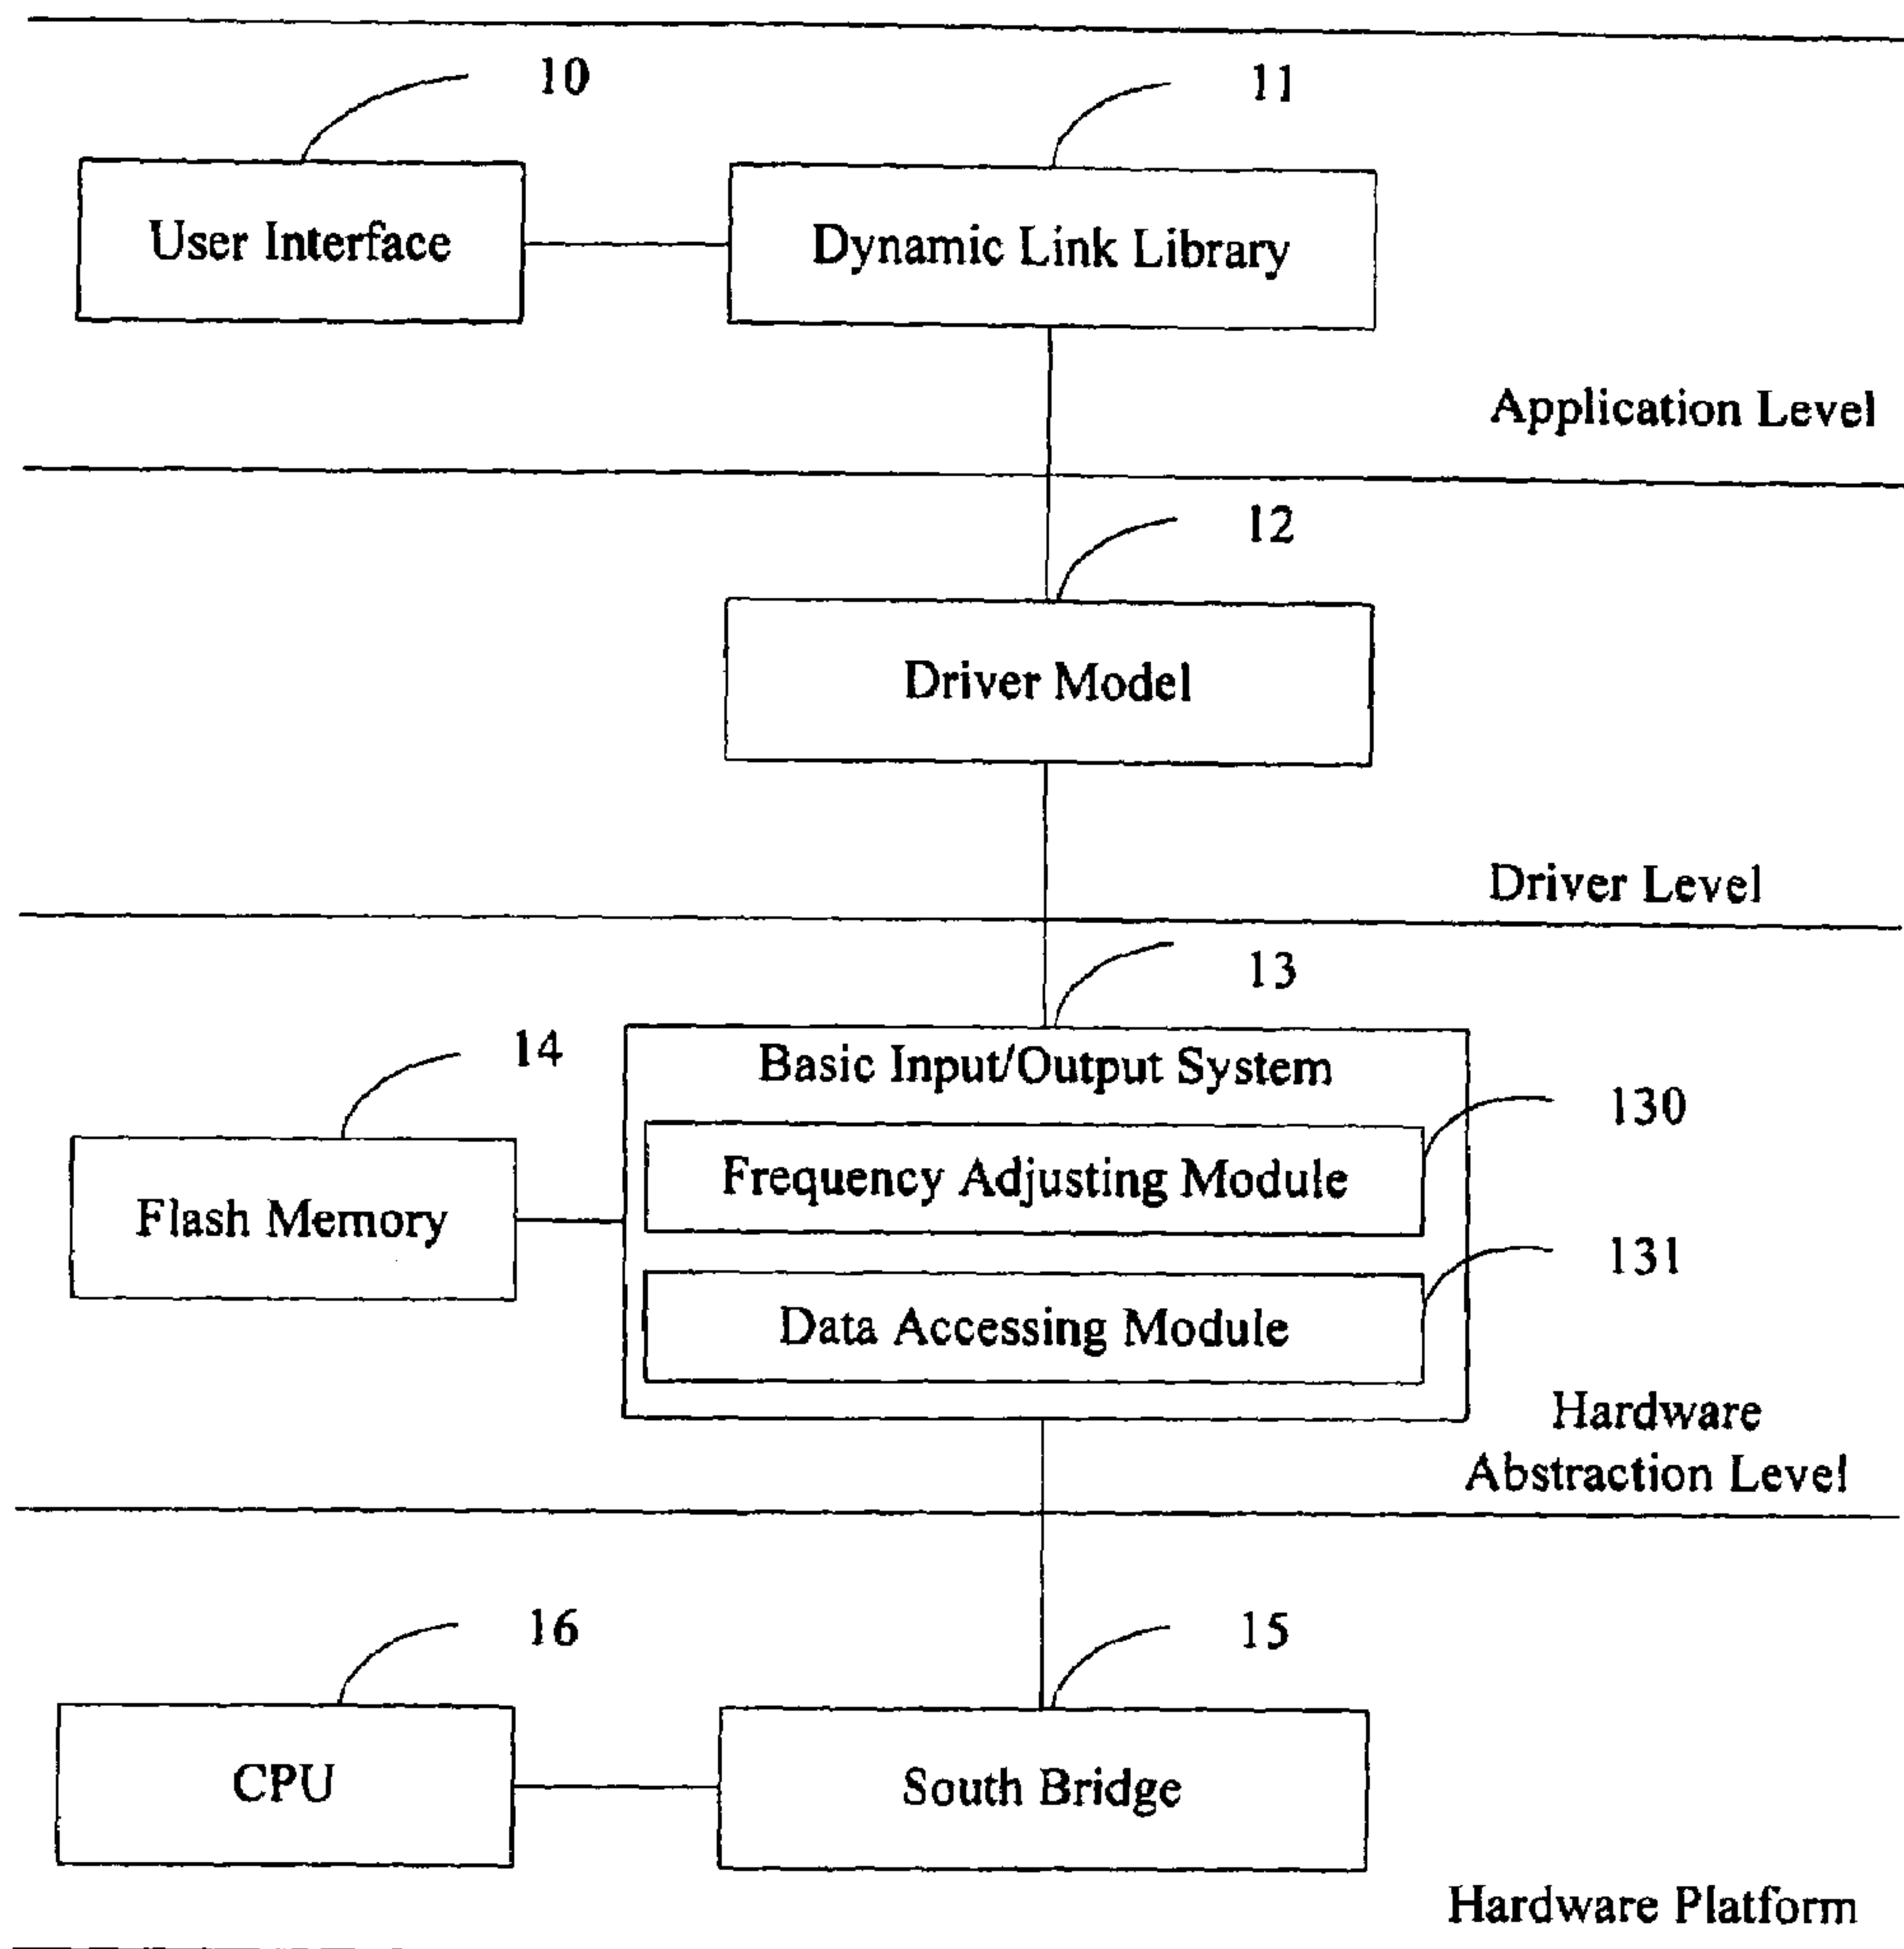 10
11
User Interface
Dynamic Link Library
Application Level
12
Driver Model
Driver Level
13
14
Basic Input/Output System
130
Frequency Adjusting Module
Flash Memory
131
Data Accessing Module
Hardware
Abstraction Level
16
15
CPU
South Bridge
Hardware Platform